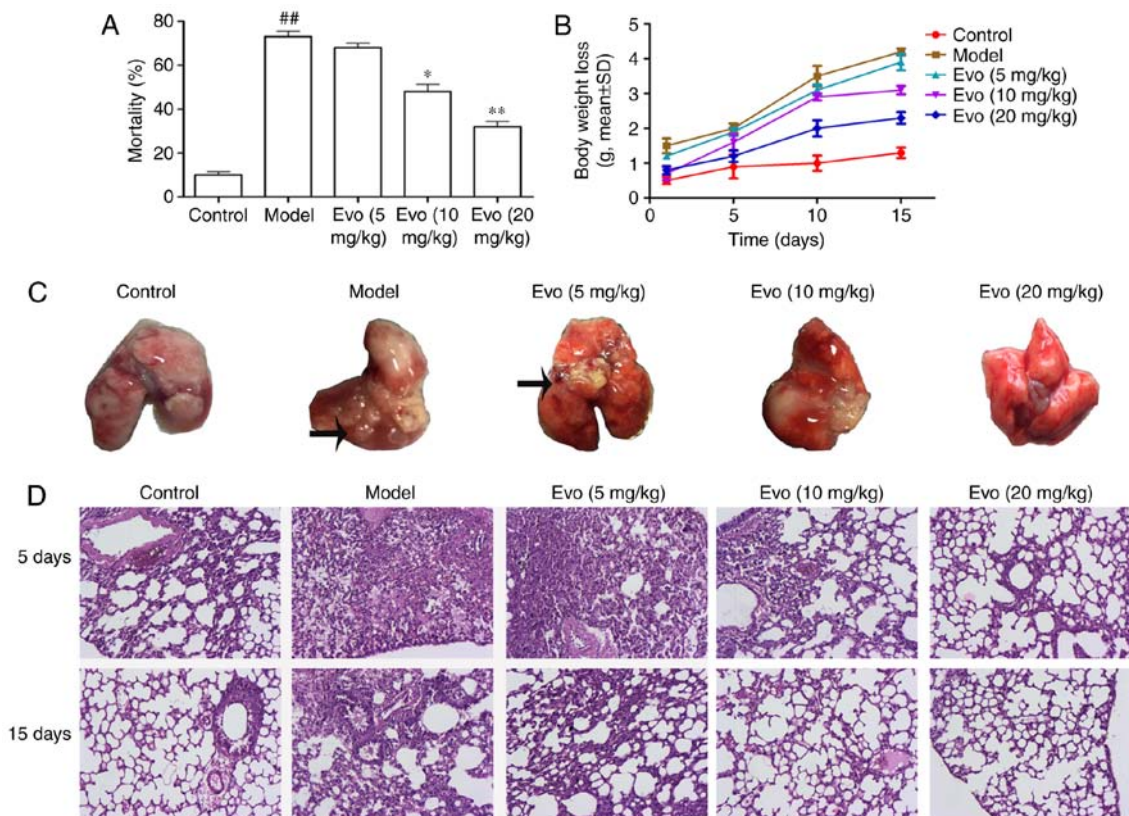 A
Mortality (%)
80
60
40
20
0
##
*
**
Control
Model
Evo (5
mg/kg)
Evo (10
mg/kg)
Evo (20
mg/kg)
B
Body weight loss
(g, mean±SD)
5
4
3
2
1
0
0
5
10
15
Time (days)
Control
Model
Evo (5 mg/kg)
Evo (10 mg/kg)
Evo (20 mg/kg)
C
Control
Model
Evo (5 mg/kg)
Evo (10 mg/kg)
Evo (20 mg/kg)
D
Control
Model
Evo (5 mg/kg)
Evo (10 mg/kg)
Evo (20 mg/kg)
5 days
15 days